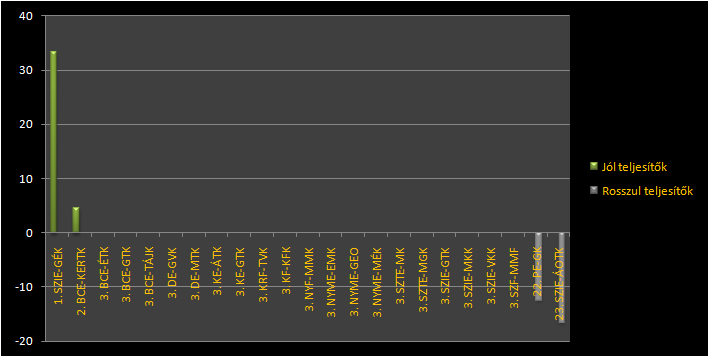 40
30
20
10
0
-10
-20
1. SZIE-GÉK
2. BCE-KERTK
3. BCE-ÉTK
3. BCE-GTK
3. BCE-TÁJK
3. DE-GVK
3. DE-MTK
3. KE-ÁTK
3. KE-GTK
3. KRF-TVK
3. KF-KFK
3. NYF-MMK
3. NYME-EMK
3. NYME-GEO
3. NYME-MÉK
3. SZTE-MK
3. SZTE-MGK
3. SZIE-GTK
3. SZIE-MKK
3. SZIE-VKK
3. SZF-MMF
22. PE-GK
23. SZIE-ÁOTK
Jól teljesítők
Rosszul teljesítők